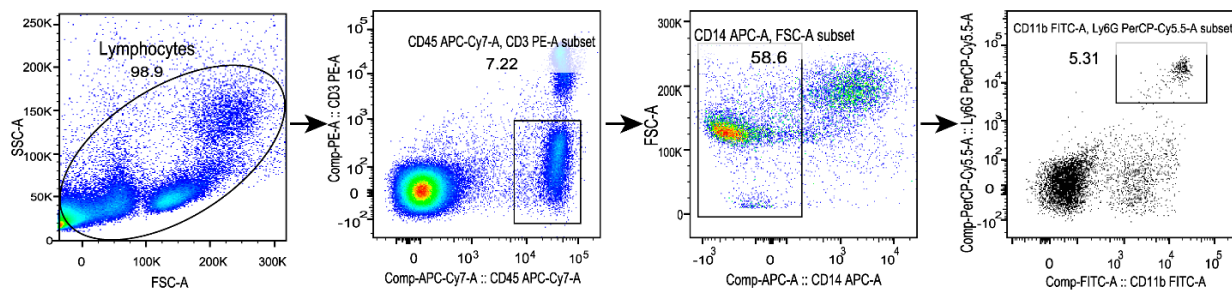 250K
200K
150K
100K
50K
0
SSC-A
Lymphocytes
98.9
0
100K
200K
300K
FSC-A
10^5
10^4
10^3
10^2
0
-10^2
Comp-PE-A :: CD3 PE-A
CD45 APC-Cy7-A, CD3 PE-A subset
7.22
0
10^3
10^4
10^5
Comp-APC-Cy7-A :: CD45 APC-Cy7-A
300K
200K
100K
0
FSC-A
CD14 APC-A, FSC-A subset
58.6
-10^3
0
10^3
10^4
Comp-APC-A :: CD14 APC-A
10^5
10^4
10^3
10^2
0
-10^2
Comp-PerCP-Cy5.5-A :: Ly6G PerCP-Cy5.5-A
CD11b FITC-A, Ly6G PerCP-Cy5.5-A subset
5.31
0
10^3
10^4
10^5
Comp-FITC-A :: CD11b FITC-A